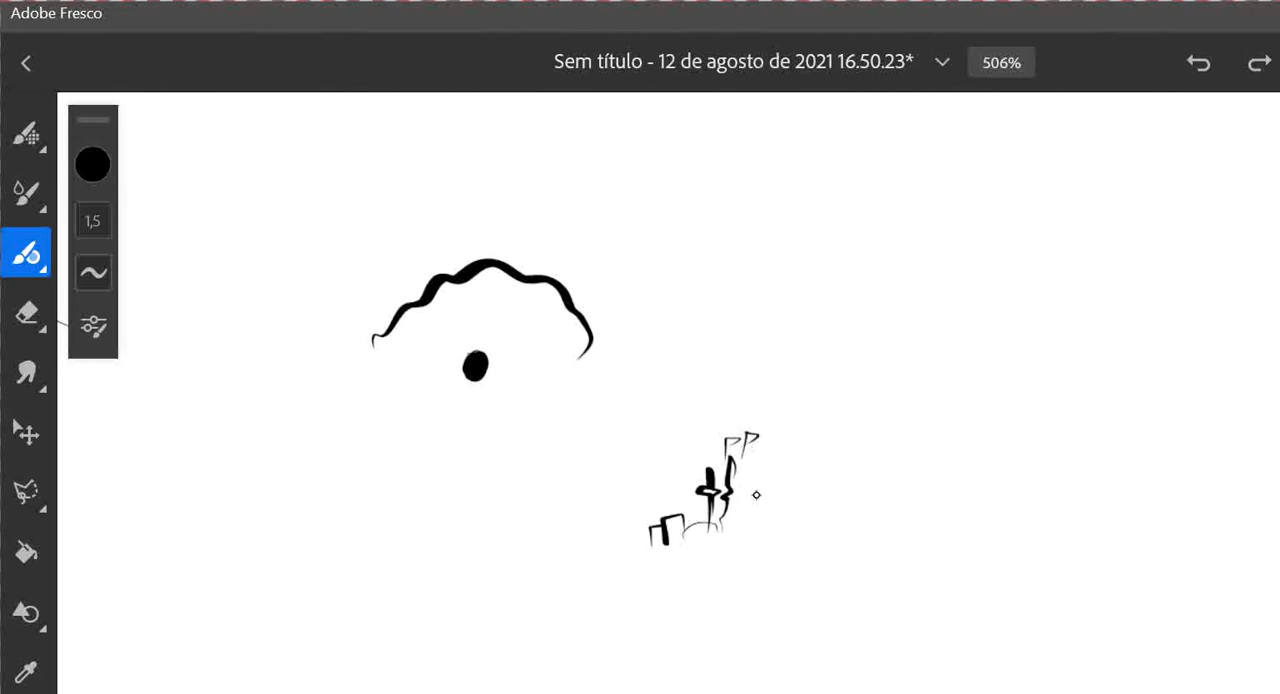 Adobe Fresco
Sem título - 12 de agosto de 2021 16.50.23*
506%
1,5